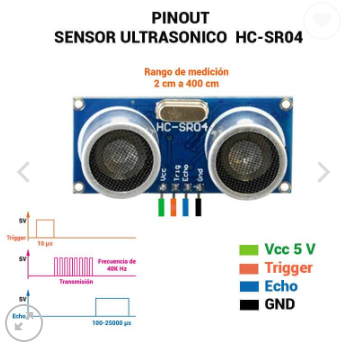 PINOUT
SENSOR ULTRASONICO HC-SR04
Rango de medición
2 cm a 400 cm
HC-SR04
Vcc
Trig
Echo
Gnd
5V
Trigger
10 µs
5V
Frecuencia de
40K Hz
Transmisión
5V
Echo
100-25000 µs
Vcc 5 V
Trigger
Echo
GND